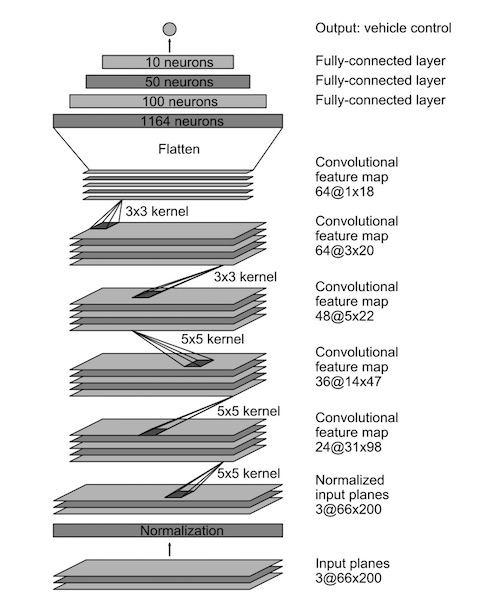 Output: vehicle control
10 neurons
Fully-connected layer
50 neurons
Fully-connected layer
100 neurons
Fully-connected layer
1164 neurons
Flatten
Convolutional
feature map
64@1x18
3x3 kernel
Convolutional
feature map
64@3x20
3x3 kernel
Convolutional
feature map
48@5x22
5x5 kernel
Convolutional
feature map
36@14x47
5x5 kernel
Convolutional
feature map
24@31x98
5x5 kernel
Normalized
input planes
3@66x200
Normalization
Input planes
3@66x200